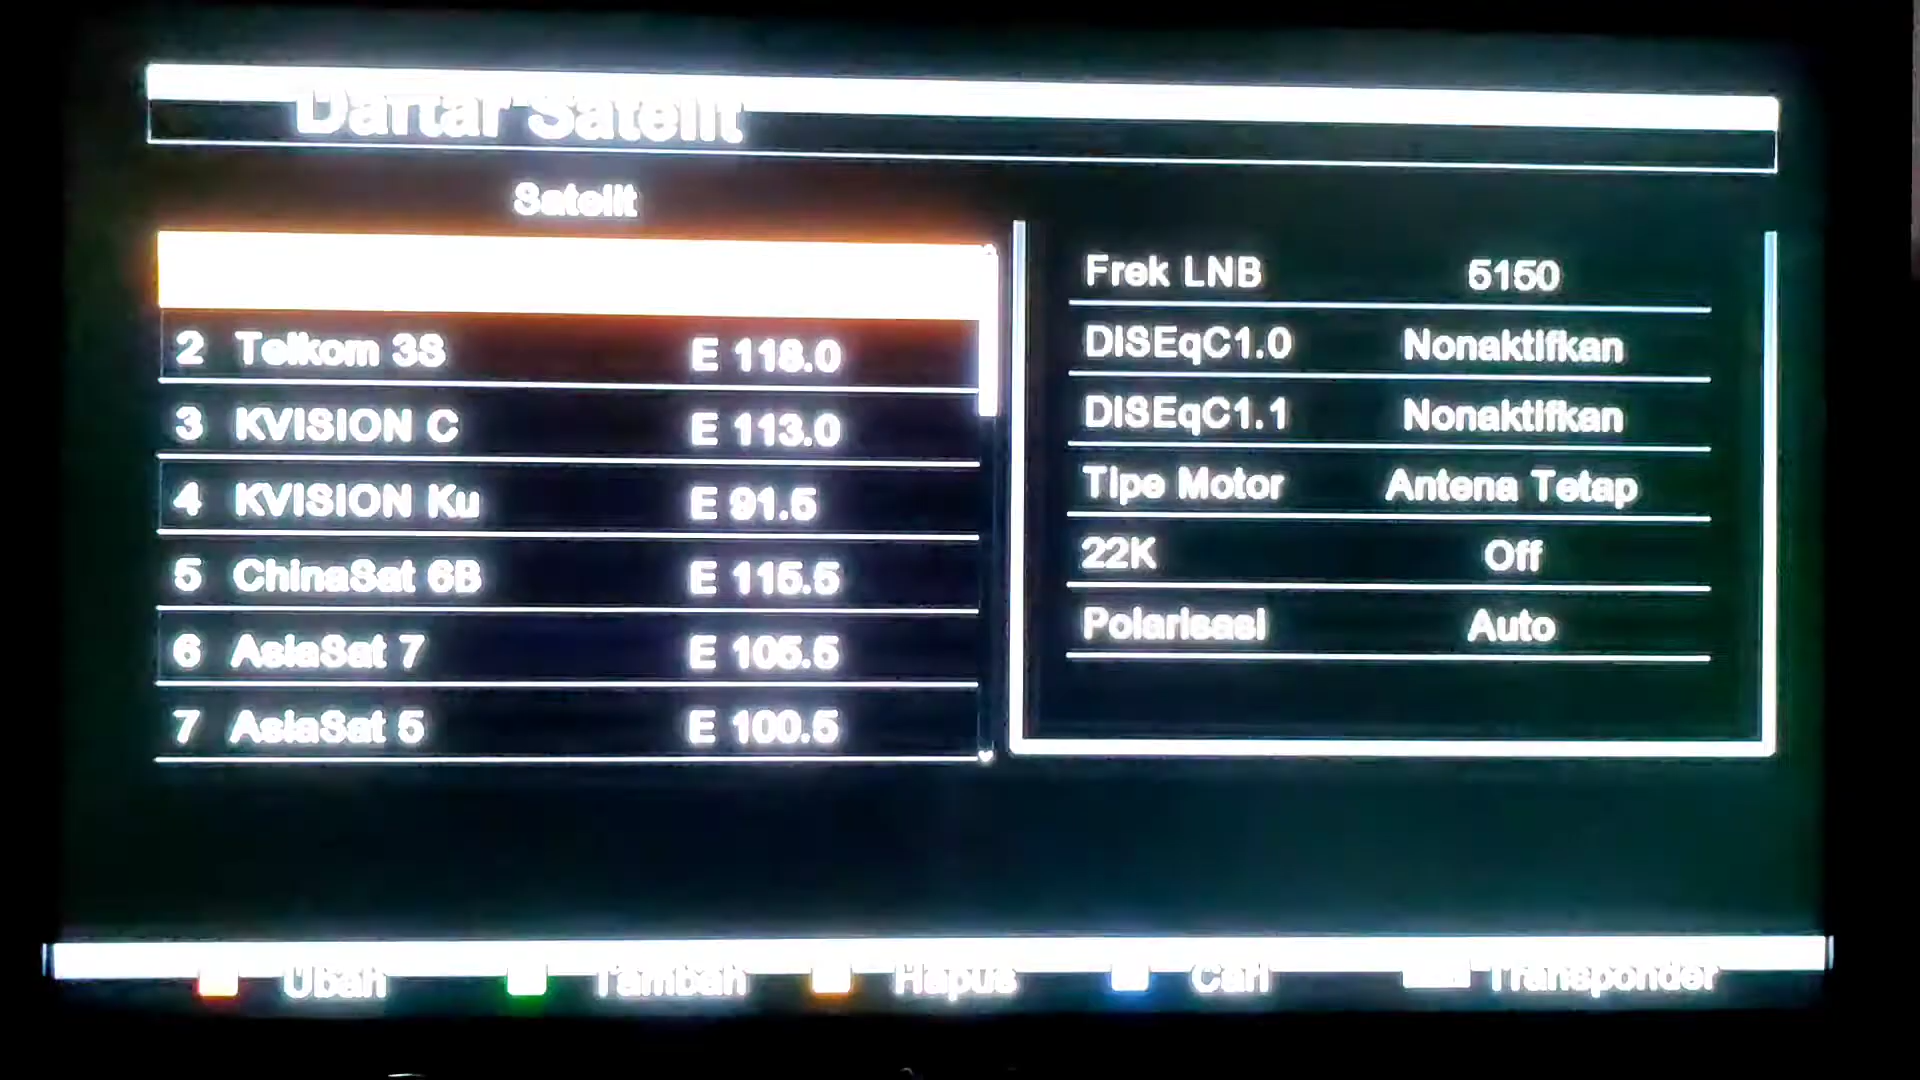 Daftar Satelit
Satelit
2 Telkom 3S E 118.0
3 KVISION C E 113.0
4 KVISION Ku E 91.5
5 ChinaSat 6B E 115.5
6 AsiaSat 7 E 105.5
7 AsiaSat 5 E 100.5
Frek LNB 5150
DISEqC1.0 Nonaktifkan
DISEqC1.1 Nonaktifkan
Tipe Motor Antena Tetap
22K Off
Polarisasi Auto
Ubah Tambah Hapus Cari Transponder